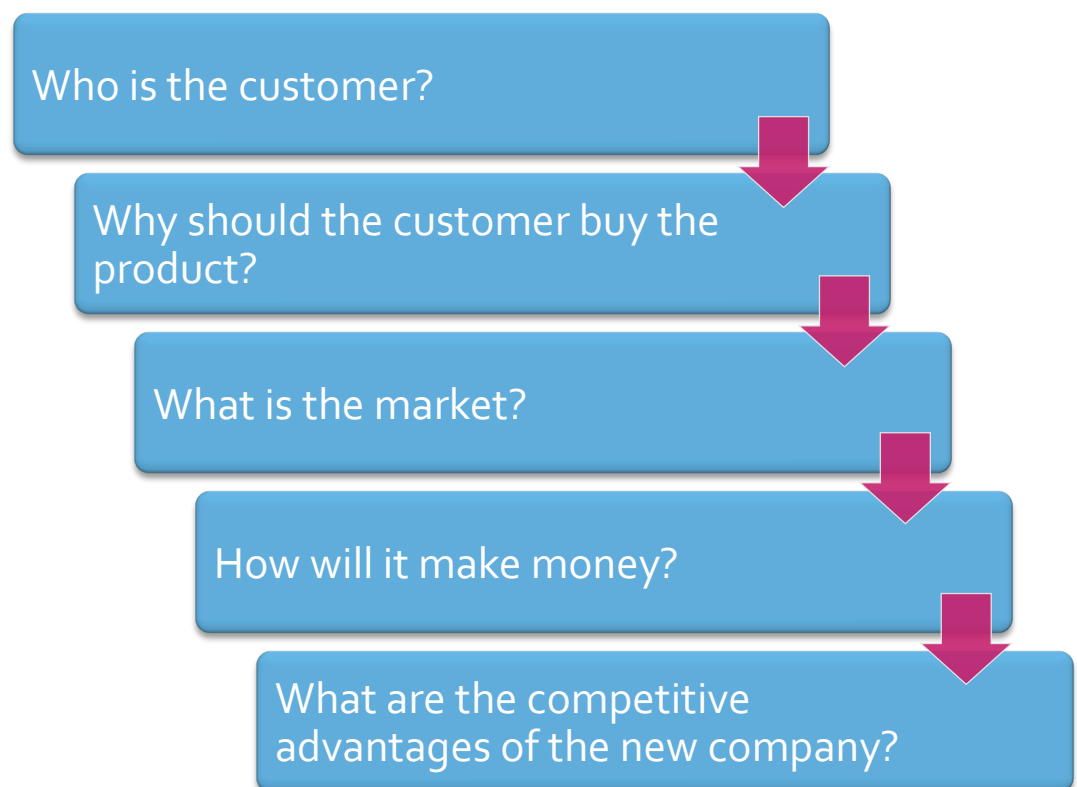 Who is the customer?
Why should the customer buy the
product?
What is the market?
How will it make money?
What are the competitive
advantages of the new company?